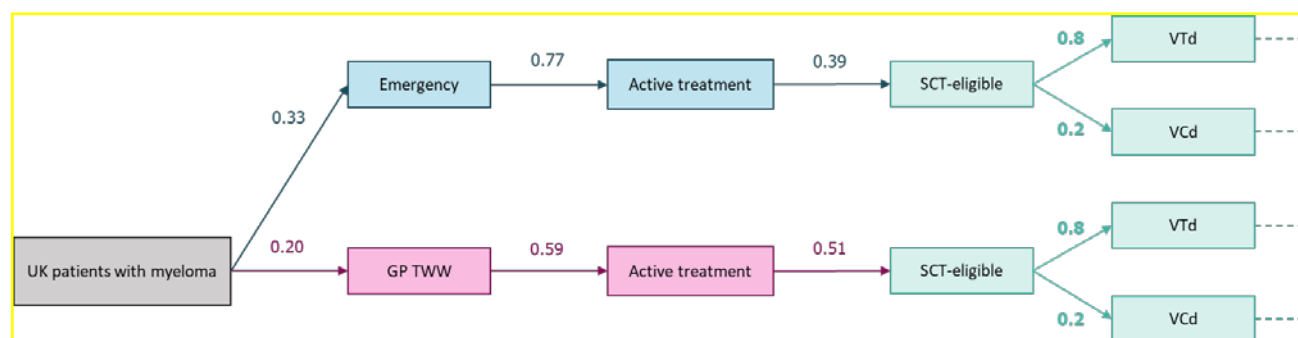 0.8
VTd
0.77
0.39
Emergency
Active treatment
SCT-eligible
0.33
0.2
VCd
0.8
VTd
0.20
0.59
0.51
UK patients with myeloma
GP TWW
Active treatment
SCT-eligible
0.2
VCd